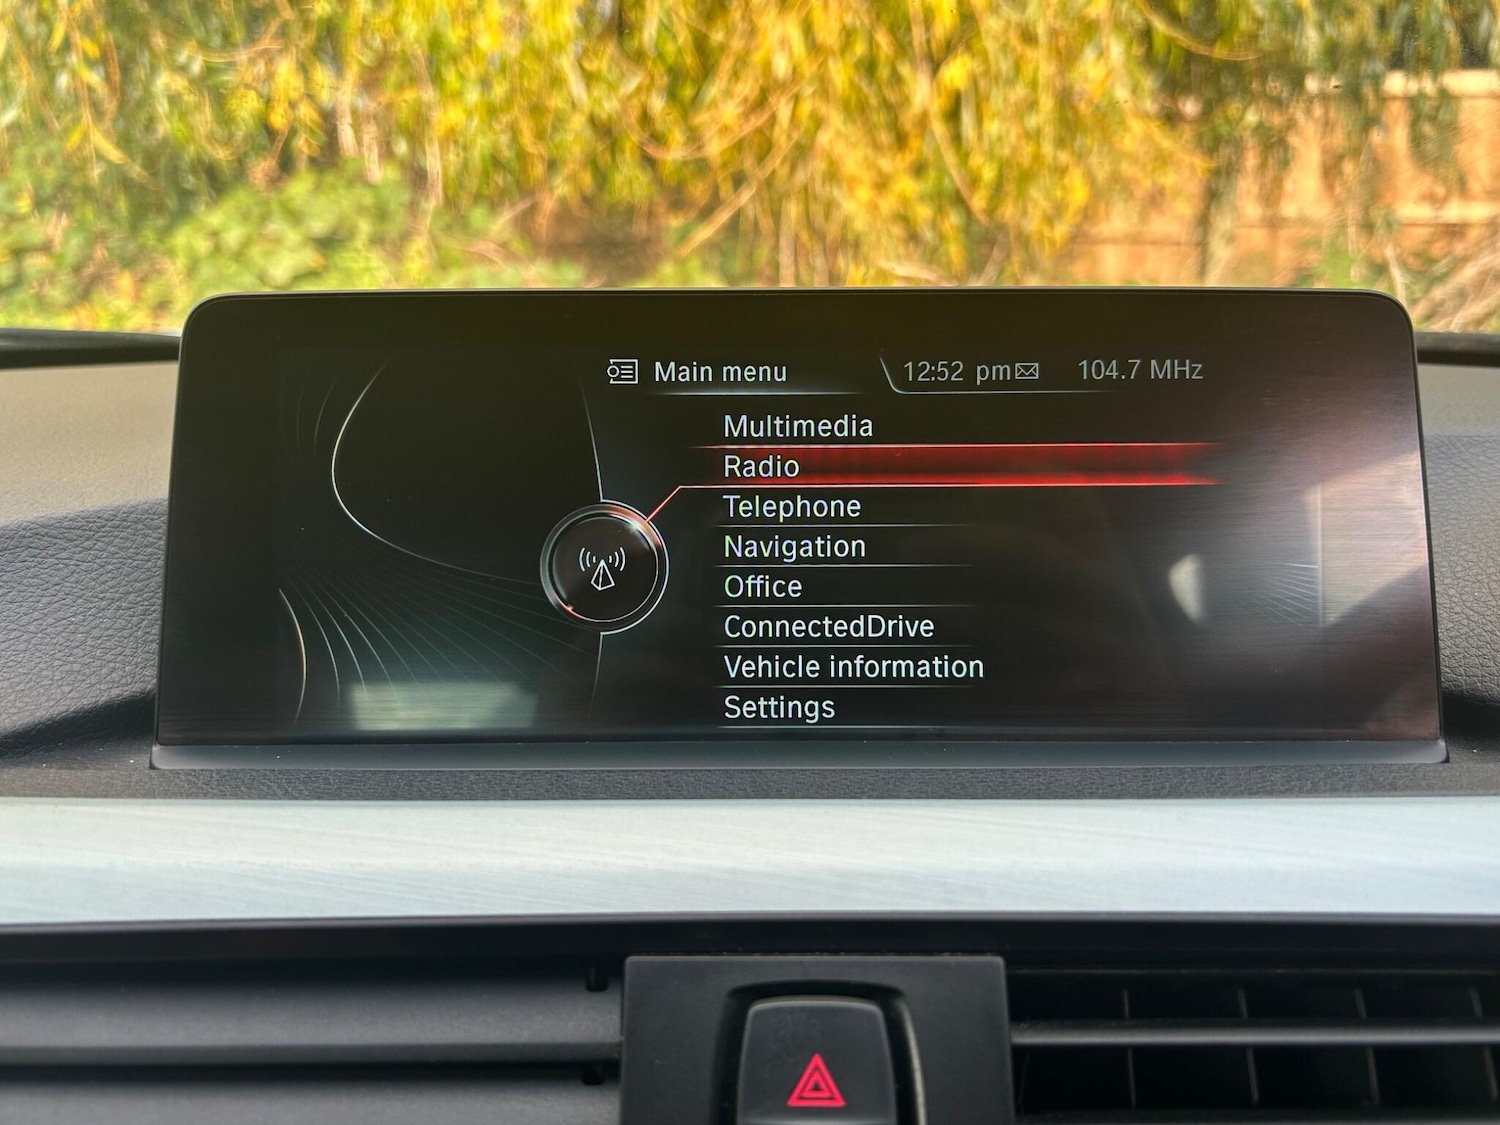 Main menu 12:52 pm 104.7 MHz
Multimedia
Radio
Telephone
Navigation
Office
ConnectedDrive
Vehicle information
Settings